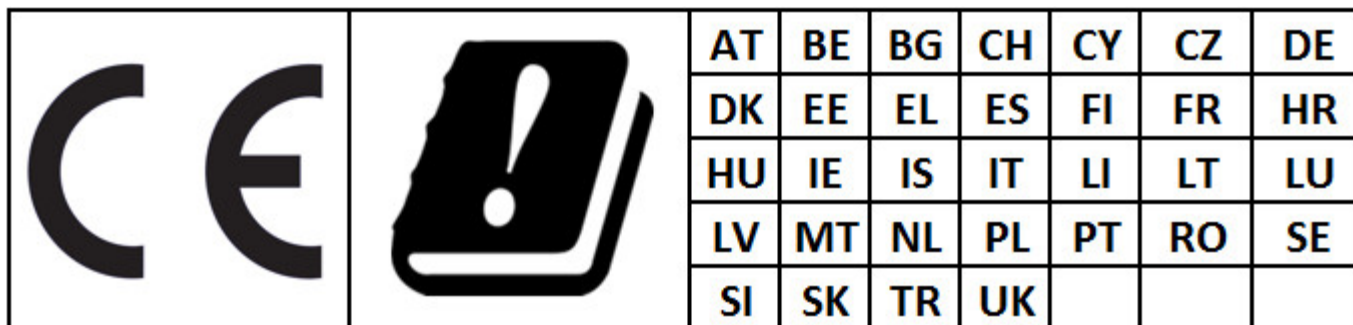 CE
AT BE BG CH CY CZ DE
DK EE EL ES FI FR HR
HU IE IS IT LI LT LU
LV MT NL PL PT RO SE
SI SK TR UK